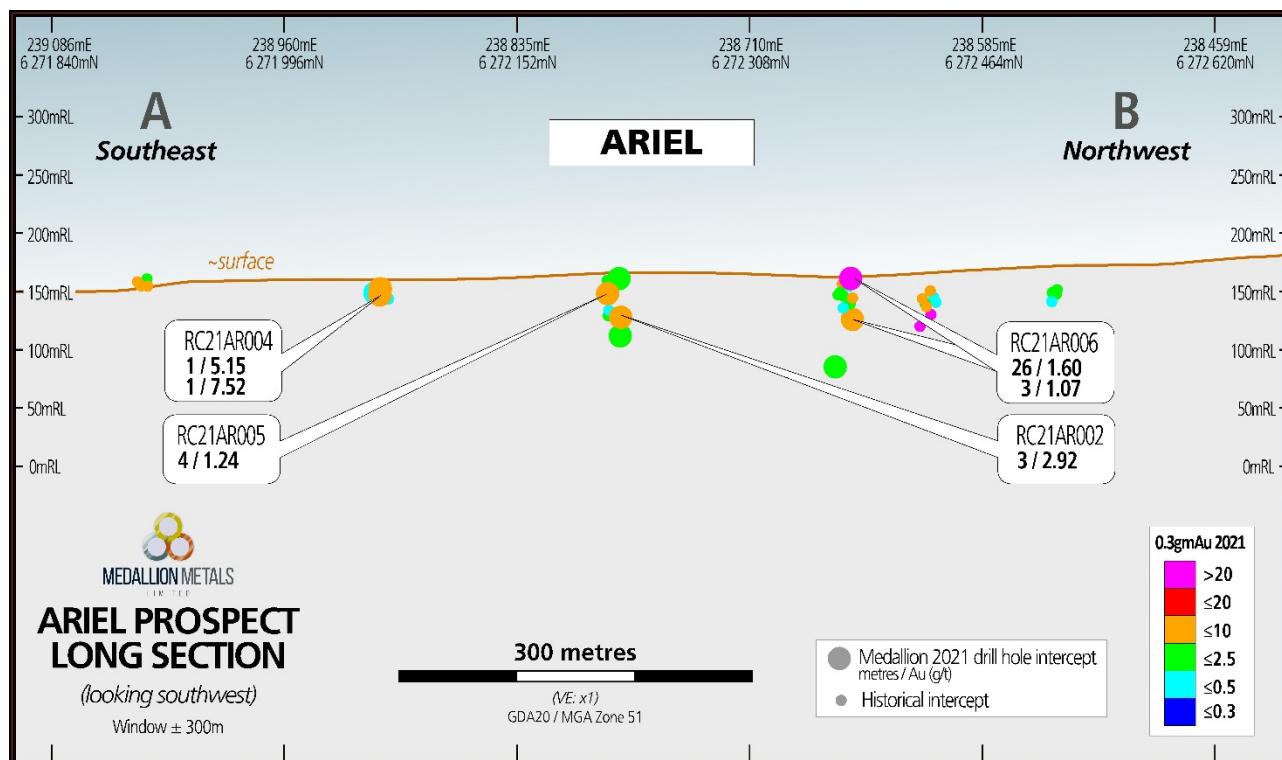 239 086mE
6 271 840mN
238 960mE
6 271 996mN
238 835mE
6 272 152mN
238 710mE
6 272 308mN
238 585mE
6 272 464mN
238 459mE
6 272 620mN
300mRL
250mRL
200mRL
150mRL
100mRL
50mRL
0mRL
A
Southeast
ARIEL
B
Northwest
300mRL
250mRL
200mRL
150mRL
100mRL
50mRL
0mRL
~surface
RC21AR004
1 / 5.15
1 / 7.52
RC21AR005
4 / 1.24
RC21AR006
26 / 1.60
3 / 1.07
RC21AR002
3 / 2.92
MEDALLION METALS
LIMITED
ARIEL PROSPECT
LONG SECTION
(looking southwest)
Window ± 300m
300 metres
(VE: x1)
GDA20 / MGA Zone 51
Medallion 2021 drill hole intercept
metres / Au (g/t)
Historical intercept
0.3gmAu 2021
>20
≤20
≤10
≤2.5
≤0.5
≤0.3